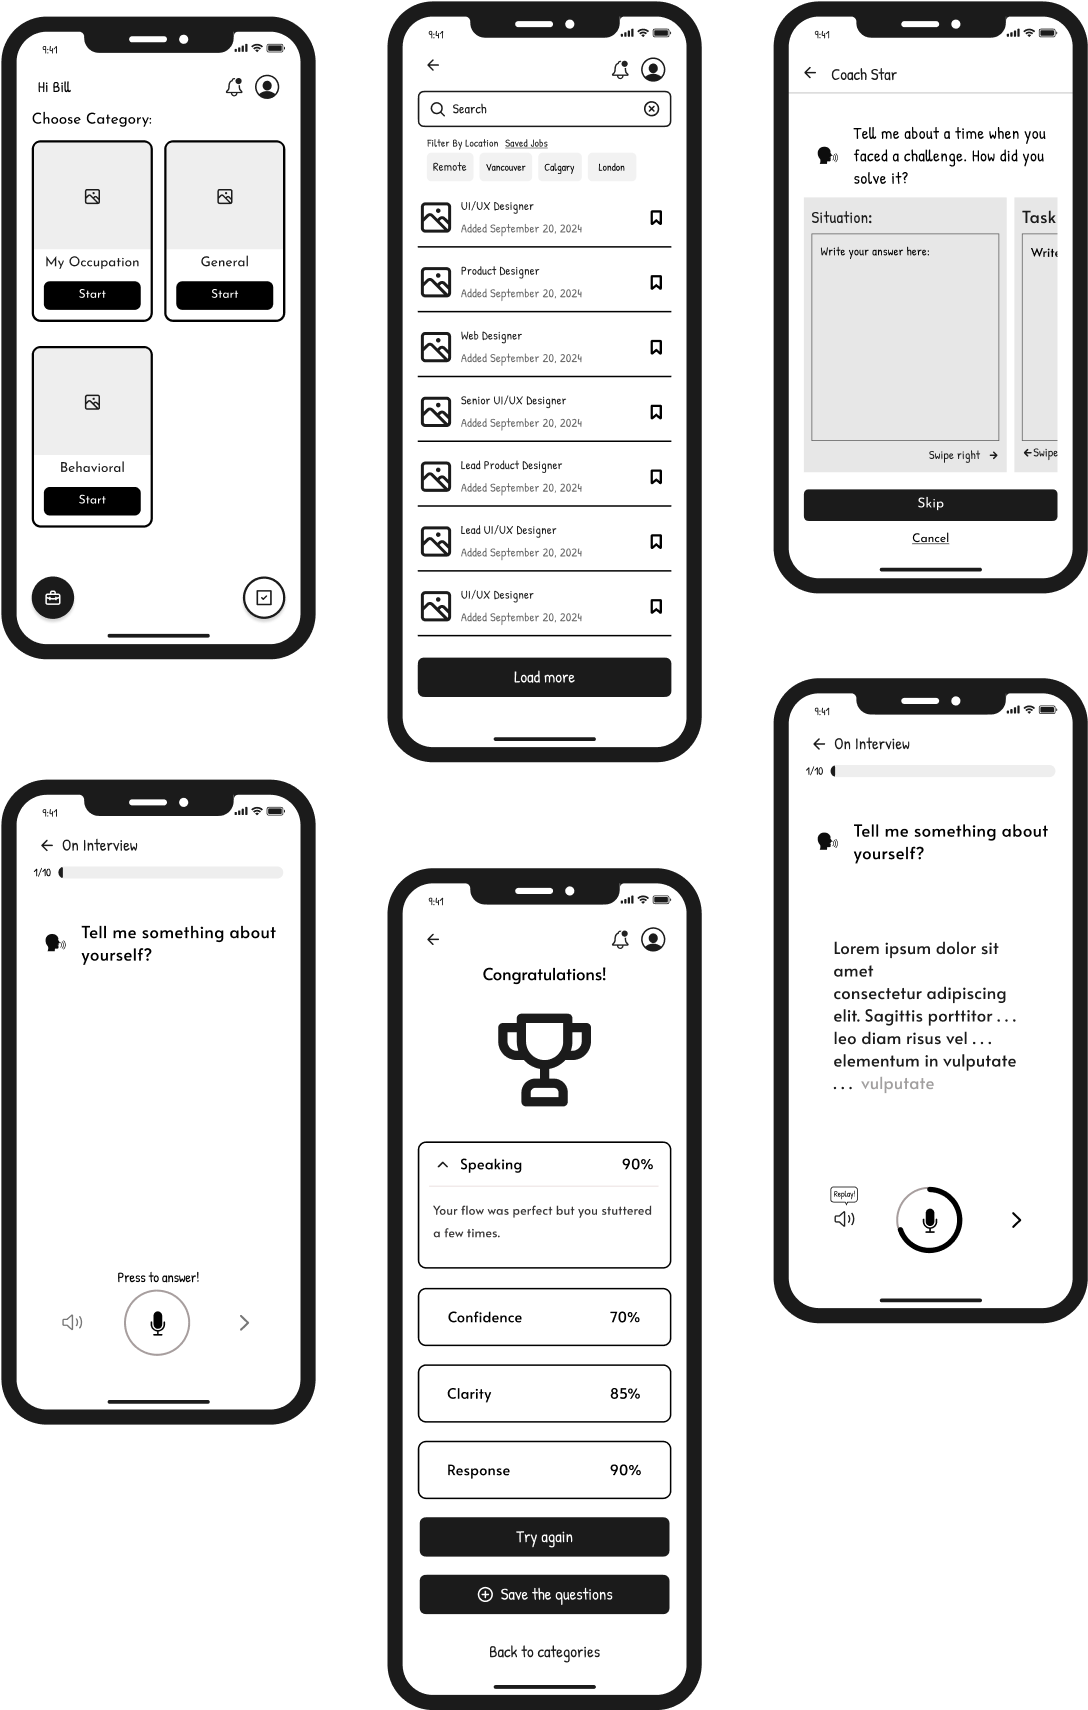 9:41
Hi Bill
Choose Category:
My Occupation
Start
General
Start
Behavioral
Start
9:41
Search
Filter By Location Saved Jobs
Remote Vancouver Calgary London
UI/UX Designer
Added September 20, 2024
Product Designer
Added September 20, 2024
Web Designer
Added September 20, 2024
Senior UI/UX Designer
Added September 20, 2024
Lead Product Designer
Added September 20, 2024
Lead UI/UX Designer
Added September 20, 2024
UI/UX Designer
Added September 20, 2024
Load more
9:41
Coach Star
Tell me about a time when you
faced a challenge. How did you
solve it?
Situation:
Write your answer here:
Swipe right
Task
Write
Swipe
Skip
Cancel
9:41
On Interview
1/10
Tell me something about
yourself?
Press to answer!
9:41
Congratulations!
Speaking 90%
Your flow was perfect but you stuttered
a few times.
Confidence 70%
Clarity 85%
Response 90%
Try again
Save the questions
Back to categories
9:41
On Interview
1/10
Tell me something about
yourself?
Lorem ipsum dolor sit
amet
consectetur adipiscing
elit. Sagittis porttitor . . .
leo diam risus vel . . .
elementum in vulputate
. . . vulputate
Replay!